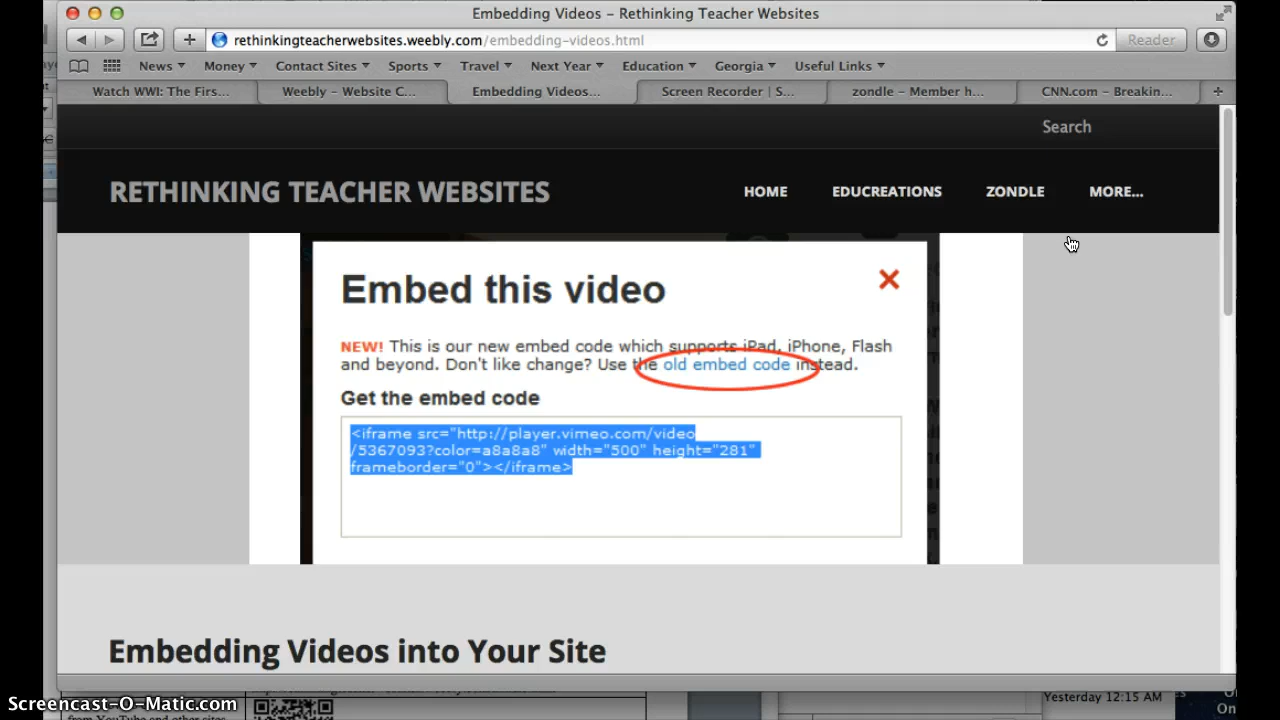 Embedding Videos – Rethinking Teacher Websites
rethinkingteacherwebsites.weebly.com/embedding-videos.html
Reader
News Money Contact Sites Sports Travel Next Year Education Georgia Useful Links
Watch WWI: The Firs... Weebly – Website C... Embedding Videos... Screen Recorder | S... zondle – Member h... CNN.com – Breakin...
Search
RETHINKING TEACHER WEBSITES
HOME EDUCREATIONS ZONDLE MORE...
Embed this video
NEW! This is our new embed code which supports iPad, iPhone, Flash
and beyond. Don't like change? Use the old embed code instead.
Get the embed code
<iframe src="http://player.vimeo.com/video
/5367093?color=a8a8a8" width="500" height="281"
frameborder="0"></iframe>
Embedding Videos into Your Site
Screencast-O-Matic.com
Yesterday 12:15 AM
from YouTube and other sites